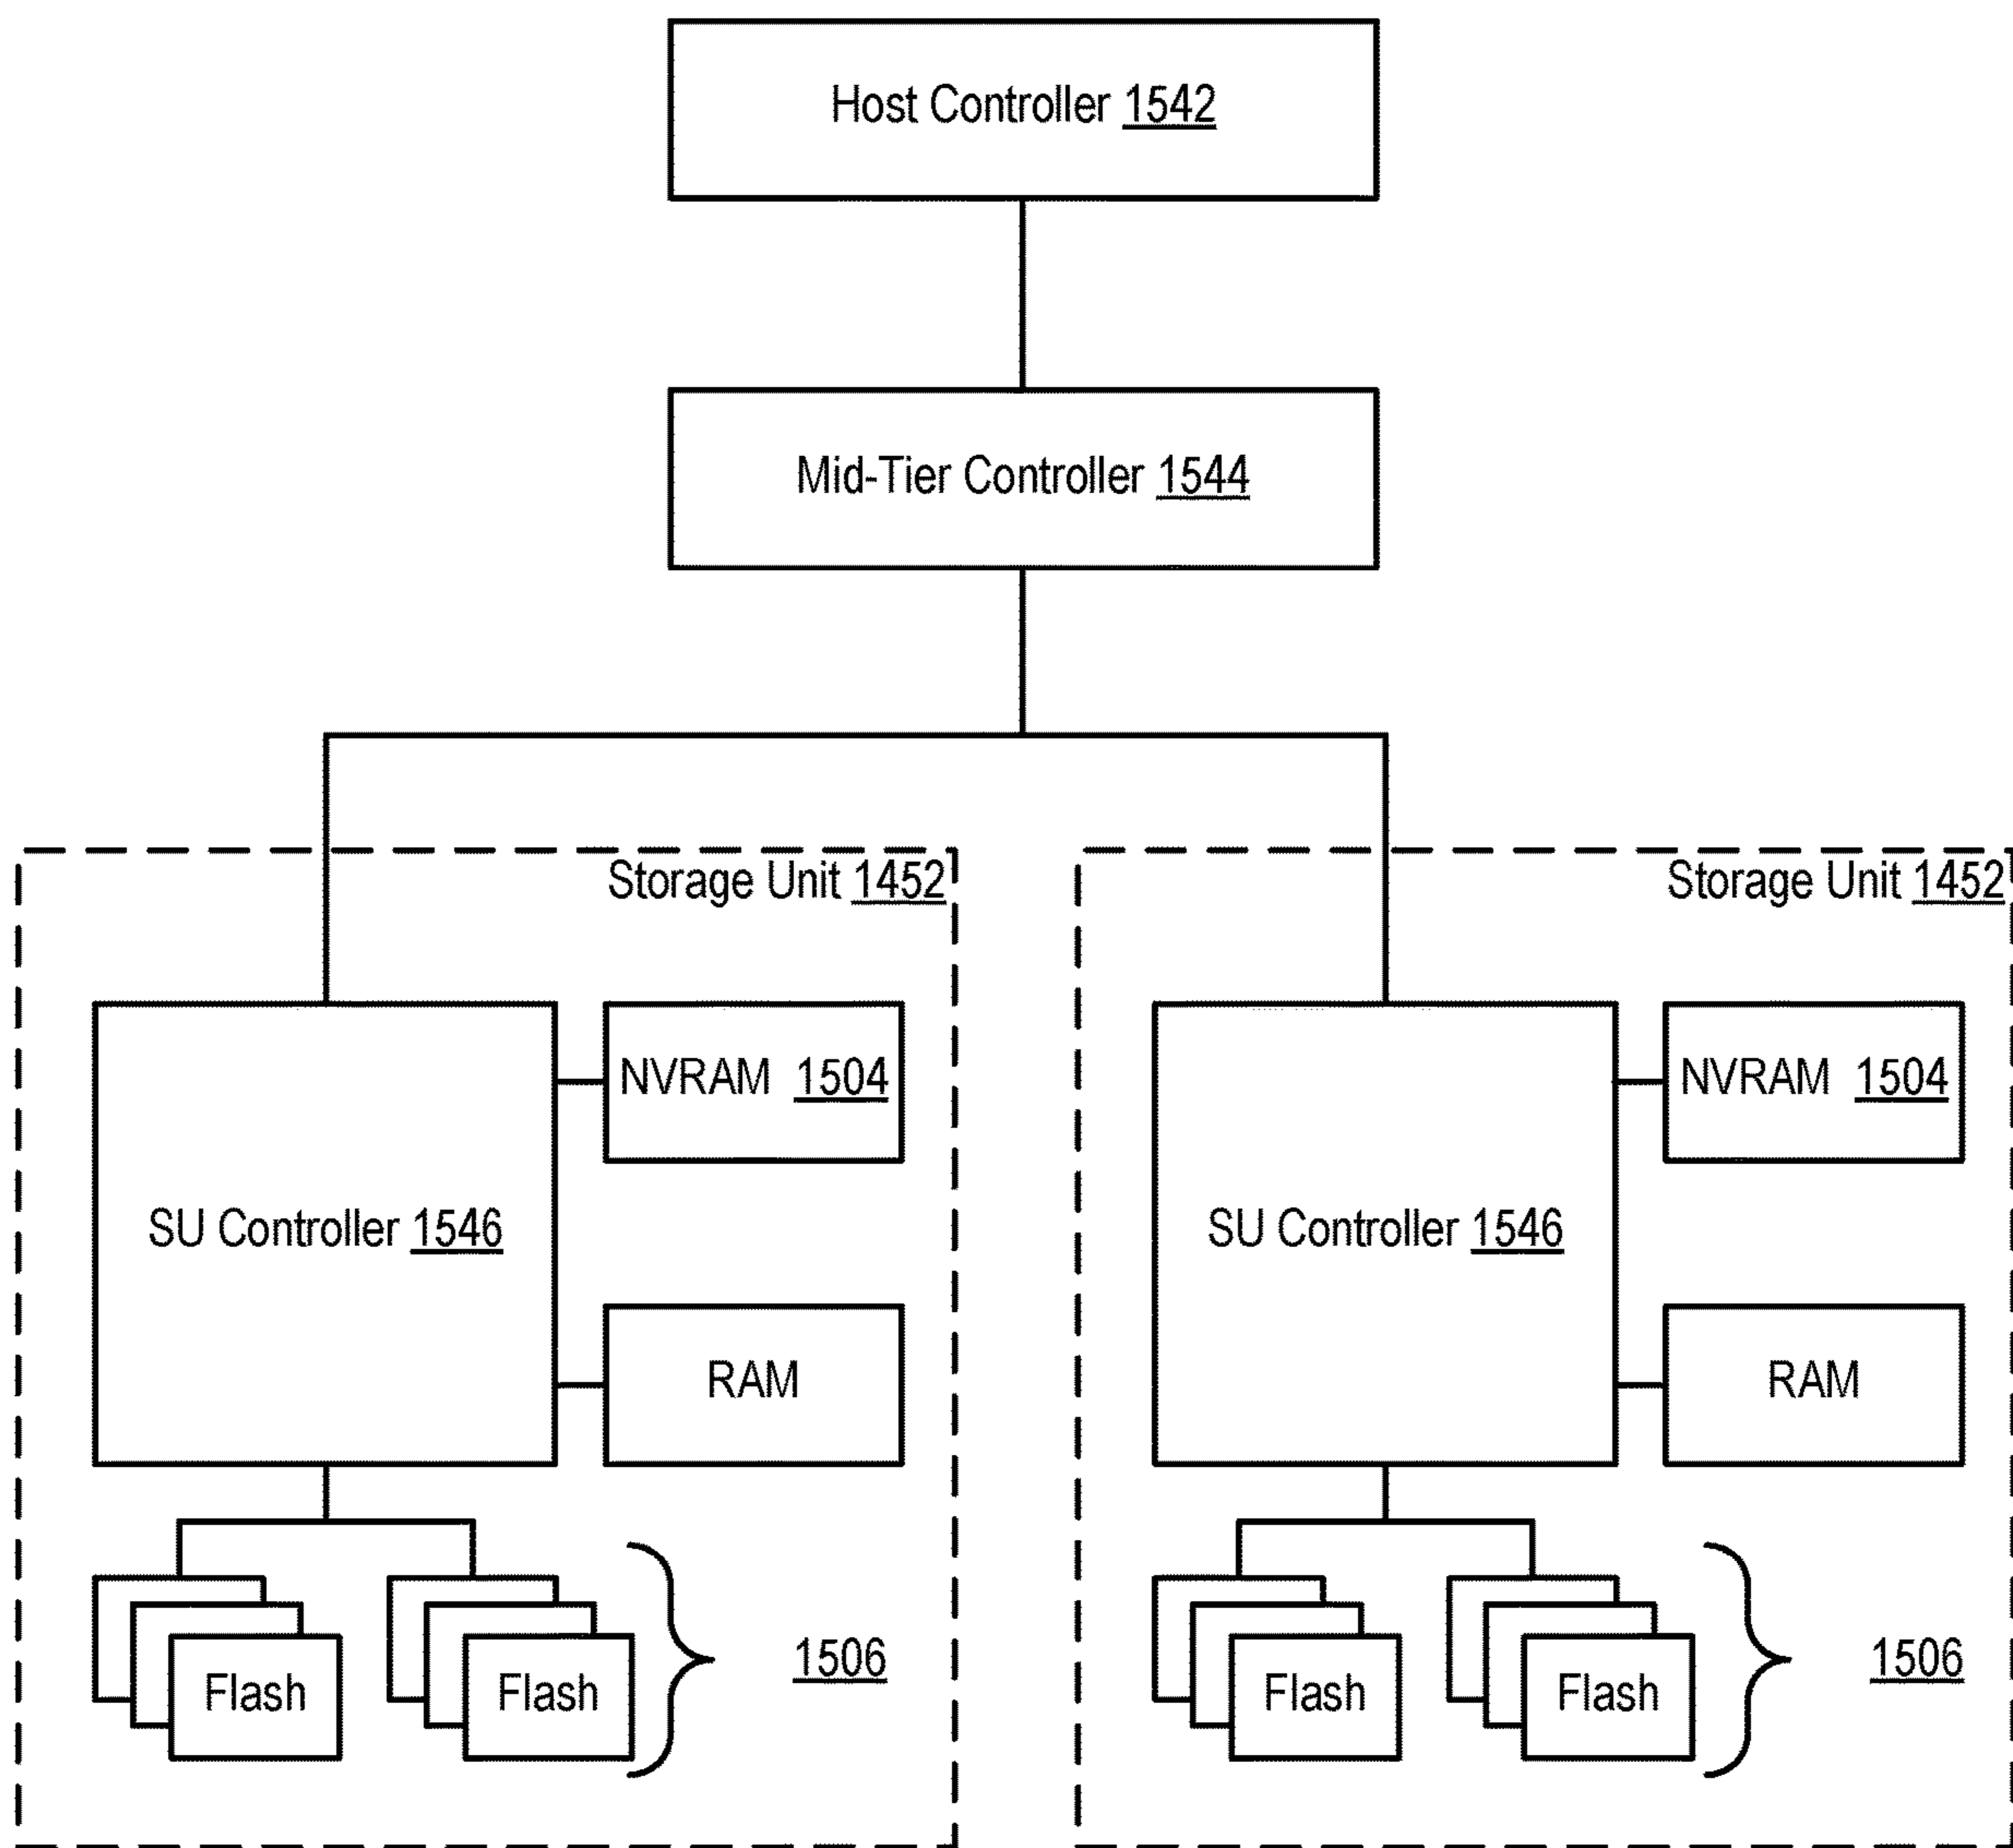 Host Controller 1542
Mid-Tier Controller 1544
Storage Unit 1452
NVRAM 1504
SU Controller 1546
RAM
Flash
Flash
1506
Storage Unit 1452
NVRAM 1504
SU Controller 1546
RAM
Flash
Flash
1506